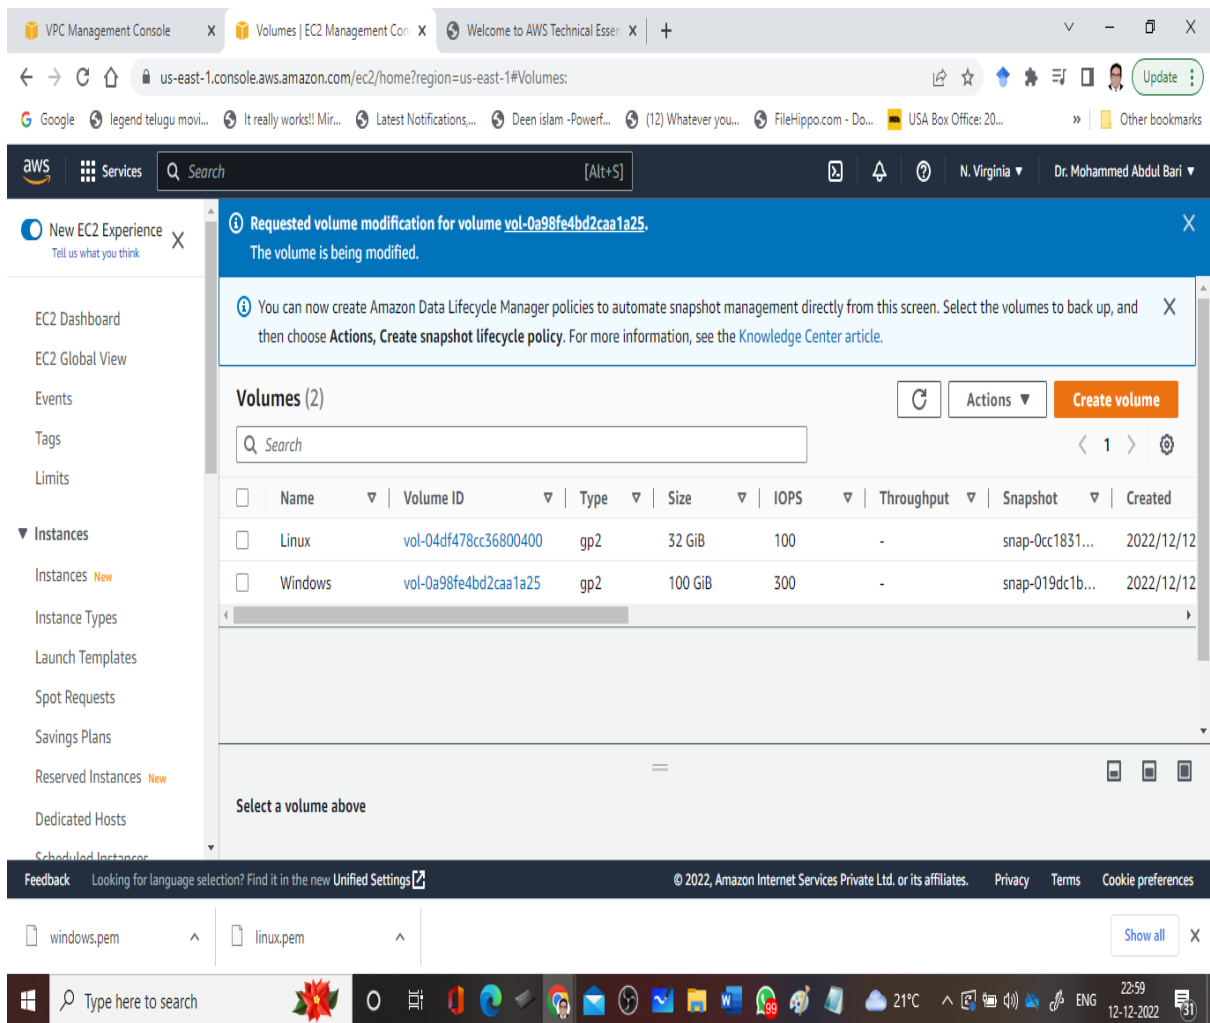 VPC Management Console
Volumes | EC2 Management Con
Welcome to AWS Technical Essen
us-east-1.console.aws.amazon.com/ec2/home?region=us-east-1#Volumes:
Update
Google legend telugu movi... It really works!! Mir... Latest Notifications,... Deen islam -Powerf... (12) Whatever you... FileHippo.com - Do... USA Box Office: 20... » Other bookmarks
aws Services Search [Alt+S] N. Virginia ▼ Dr. Mohammed Abdul Bari ▼
New EC2 Experience
Tell us what you think
Requested volume modification for volume vol-0a98fe4bd2caa1a25.
The volume is being modified.
You can now create Amazon Data Lifecycle Manager policies to automate snapshot management directly from this screen. Select the volumes to back up, and
then choose Actions, Create snapshot lifecycle policy. For more information, see the Knowledge Center article.
EC2 Dashboard
EC2 Global View
Events
Tags
Limits
Instances
Instances New
Instance Types
Launch Templates
Spot Requests
Savings Plans
Reserved Instances New
Dedicated Hosts
Scheduled Instances
Volumes (2)
Actions ▼
Create volume
Search
1
Name Volume ID Type Size IOPS Throughput Snapshot Created
Linux vol-04df478cc36800400 gp2 32 GiB 100 - snap-0cc1831... 2022/12/12
Windows vol-0a98fe4bd2caa1a25 gp2 100 GiB 300 - snap-019dc1b... 2022/12/12
Select a volume above
Feedback Looking for language selection? Find it in the new Unified Settings © 2022, Amazon Internet Services Private Ltd. or its affiliates. Privacy Terms Cookie preferences
windows.pem
linux.pem
Show all
Type here to search
99
21°C
ENG
22:59
12-12-2022
31